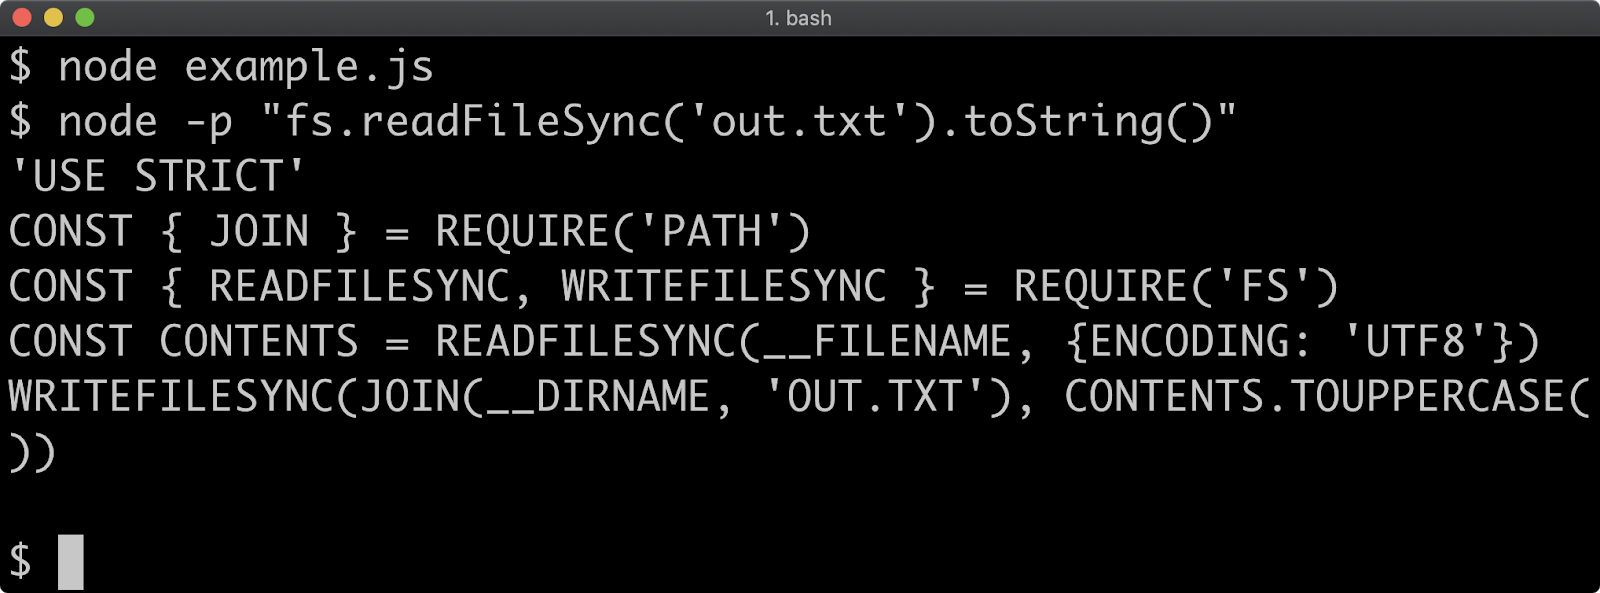 1. bash
$ node example.js
$ node -p "fs.readFileSync('out.txt').toString()"
'USE STRICT'
CONST { JOIN } = REQUIRE('PATH')
CONST { READFILESYNC, WRITEFILESYNC } = REQUIRE('FS')
CONST CONTENTS = READFILESYNC(__FILENAME, {ENCODING: 'UTF8'})
WRITEFILESYNC(JOIN(__DIRNAME, 'OUT.TXT'), CONTENTS.TOUPPERCASE(
))
$